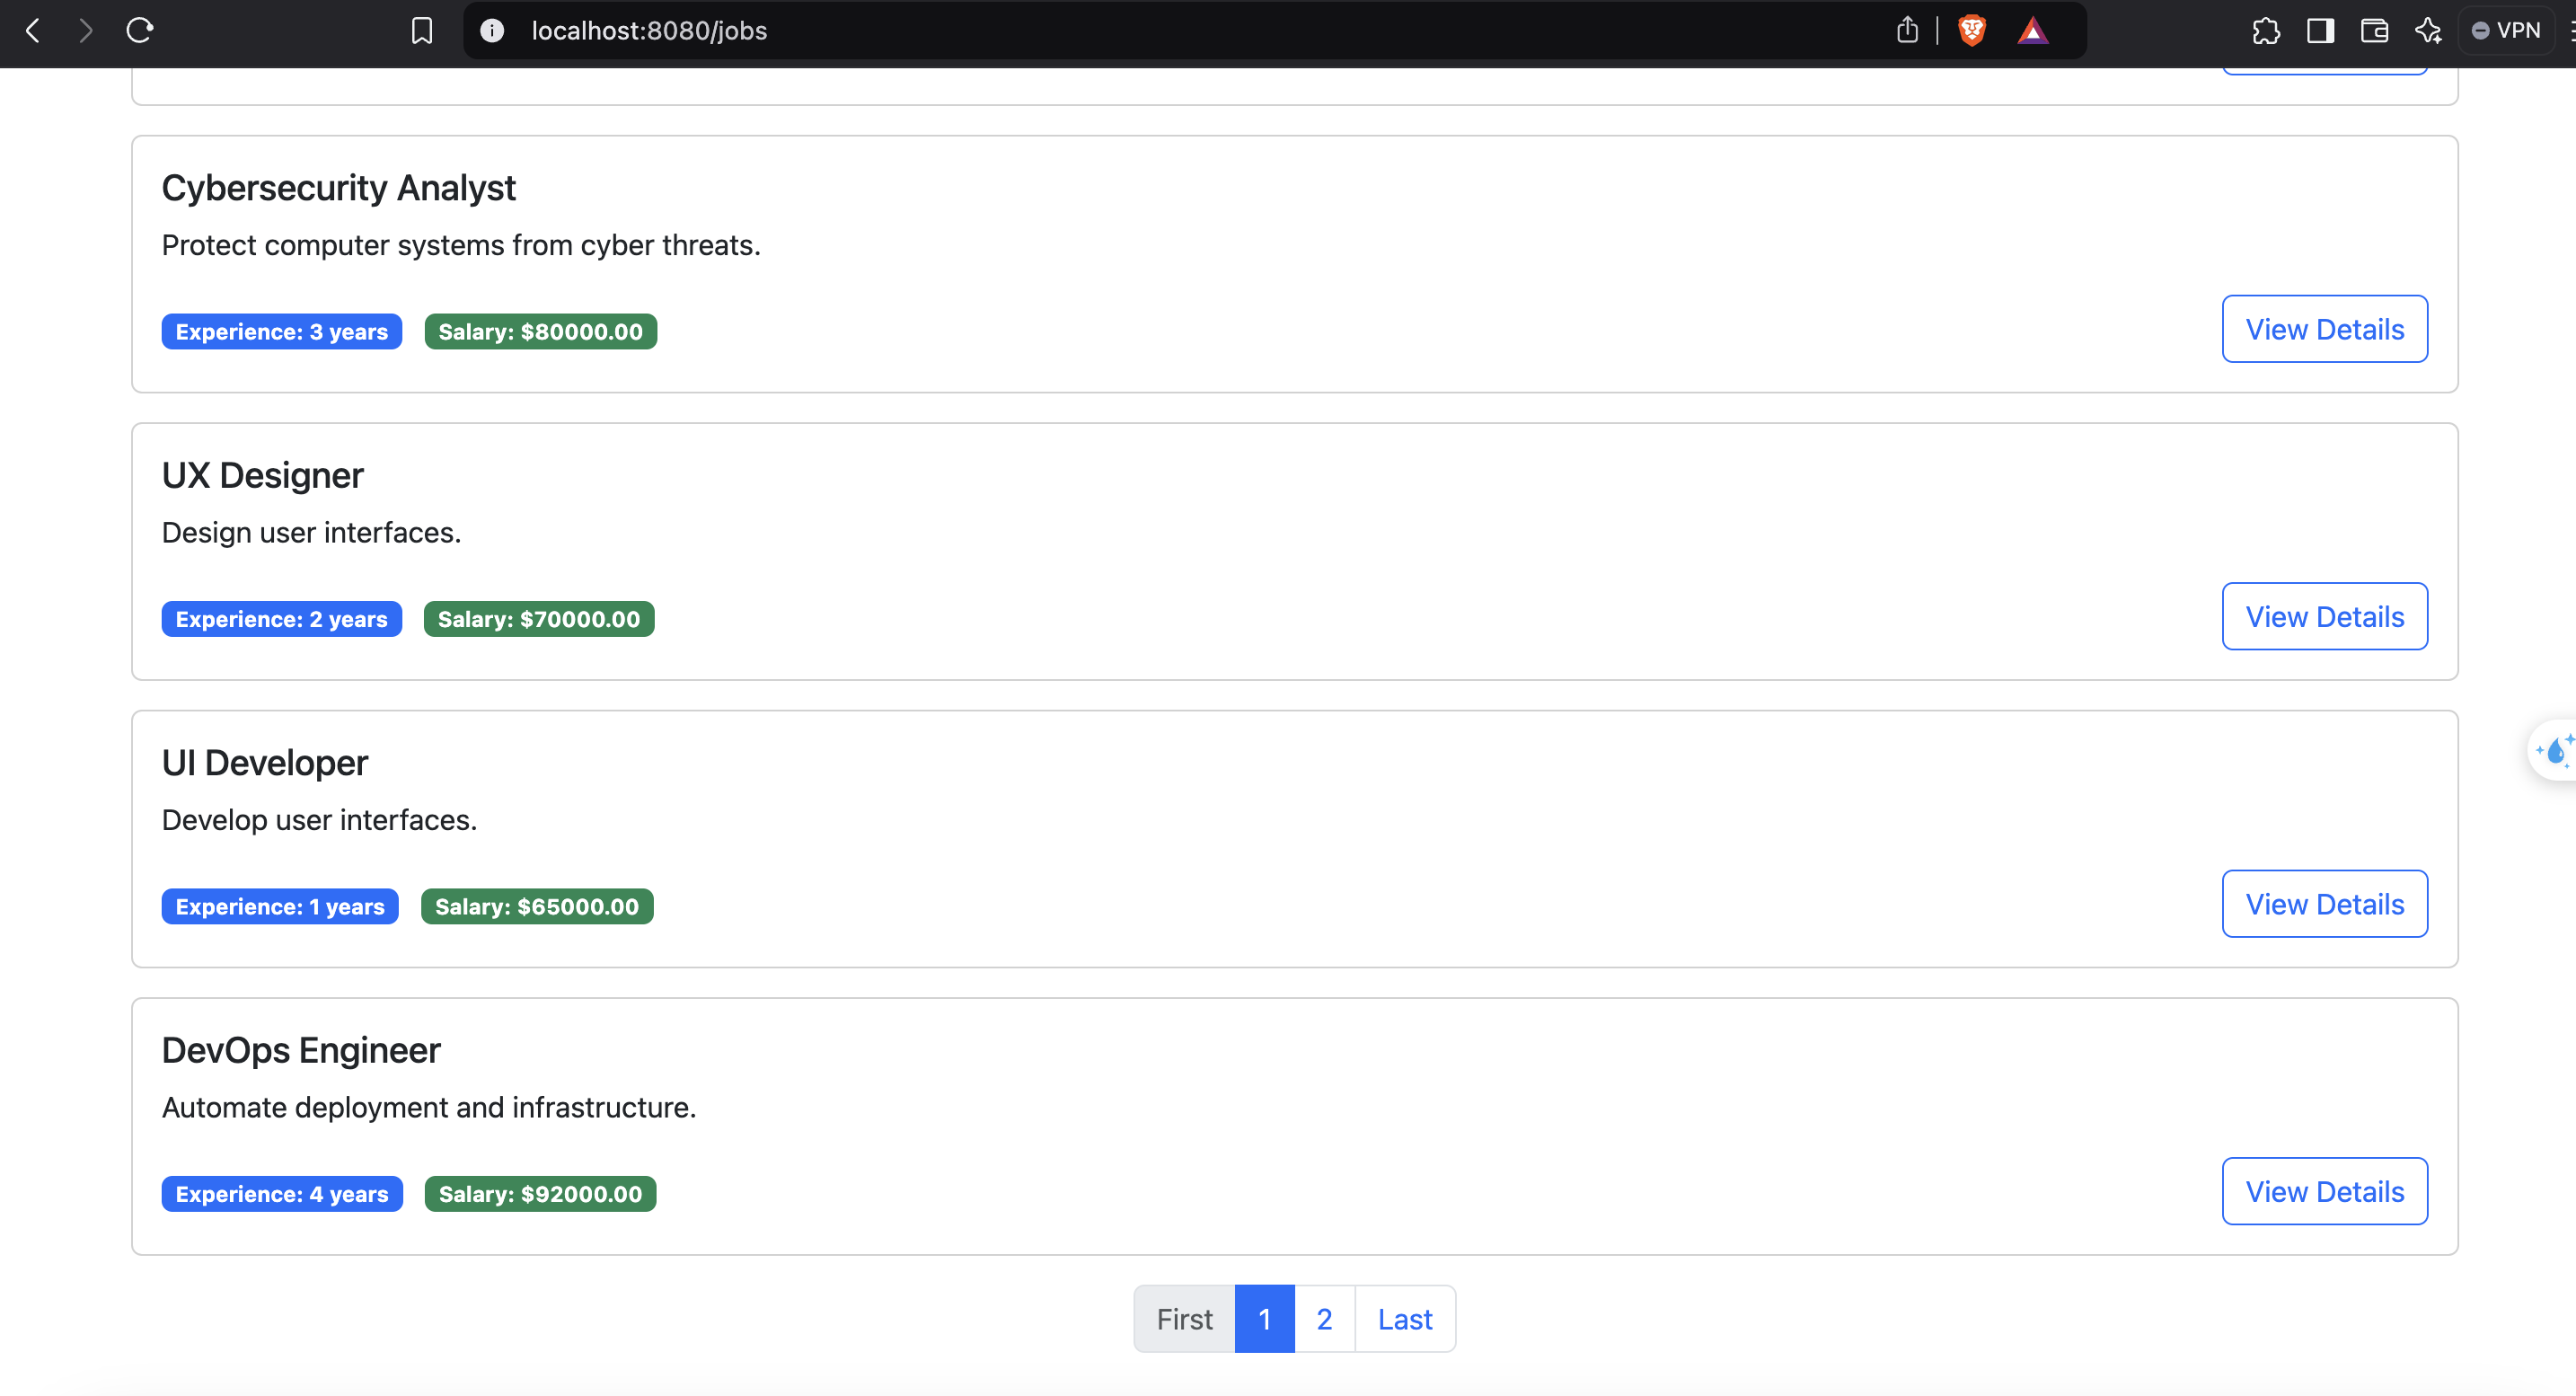 localhost:8080/jobs
VPN
Cybersecurity Analyst
Protect computer systems from cyber threats.
Experience: 3 years Salary: $80000.00
View Details
UX Designer
Design user interfaces.
Experience: 2 years Salary: $70000.00
View Details
UI Developer
Develop user interfaces.
Experience: 1 years Salary: $65000.00
View Details
DevOps Engineer
Automate deployment and infrastructure.
Experience: 4 years Salary: $92000.00
View Details
First 1 2 Last